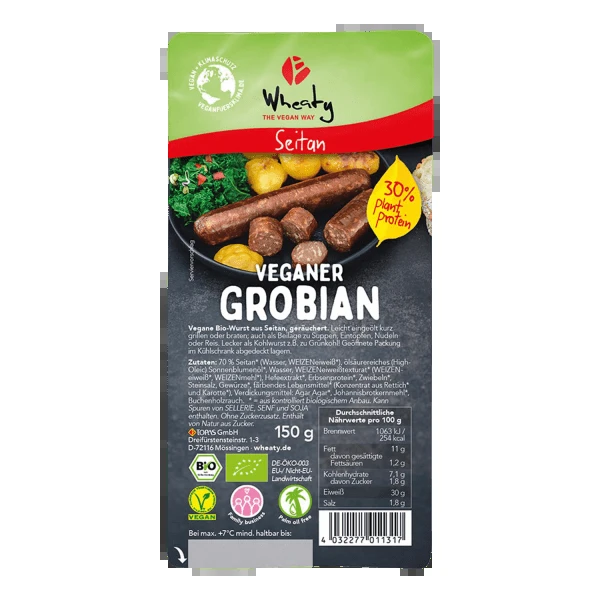 VEGAN + KLIMASCHUTZ
VEGANFUERSKLIMA.DE
Wheaty
THE VEGAN WAY
Seitan
30%
plant
protein
Serviervorschlag
VEGANER
GROBIAN
Vegane Bio-Wurst aus Seitan, geräuchert. Leicht eingeölt kurz
grillen oder braten; auch als Beilage zu Suppen, Eintöpfen, Nudeln
oder Reis. Lecker als Kohlwurst z.B. zu Grünkohl! Geöffnete Packung
im Kühlschrank abgedeckt lagern.
Zutaten: 70 % Seitan* (Wasser, WEIZENeiweiß*), ölsäurereiches (High-
Oleic) Sonnenblumenöl*, Wasser, WEIZENeiweißtexturat* (WEIZEN-
eiweiß*, WEIZENmehl*), Hefeextrakt*, Erbsenprotein*, Zwiebeln*,
Steinsalz, Gewürze*, färbendes Lebensmittel* (Konzentrat aus Rettich*
und Karotte*), Verdickungsmittel: Agar Agar*, Johannisbrotkernmehl*,
Buchenholzrauch. * = aus kontrolliert biologischem Anbau. Kann
Spuren von SELLERIE, SENF und SOJA
enthalten. Ohne Zuckerzusatz. Enthält
von Natur aus Zucker.
TOPAS GmbH
Dreifürstensteinstr. 1-3
D-72116 Mössingen · wheaty.de
150 g
Durchschnittliche
Nährwerte pro 100 g
Brennwert 1063 kJ /
254 kcal
Fett 11 g
davon gesättigte
Fettsäuren 1,2 g
Kohlenhydrate 7,1 g
davon Zucker 1,8 g
Eiweiß 30 g
Salz 1,8 g
BIO
DE-ÖKO-003
EU-/ Nicht-EU-
Landwirtschaft
VEGAN
Family business
Palm oil free
4 032277 011317
Bei max. +7°C mind. haltbar bis: